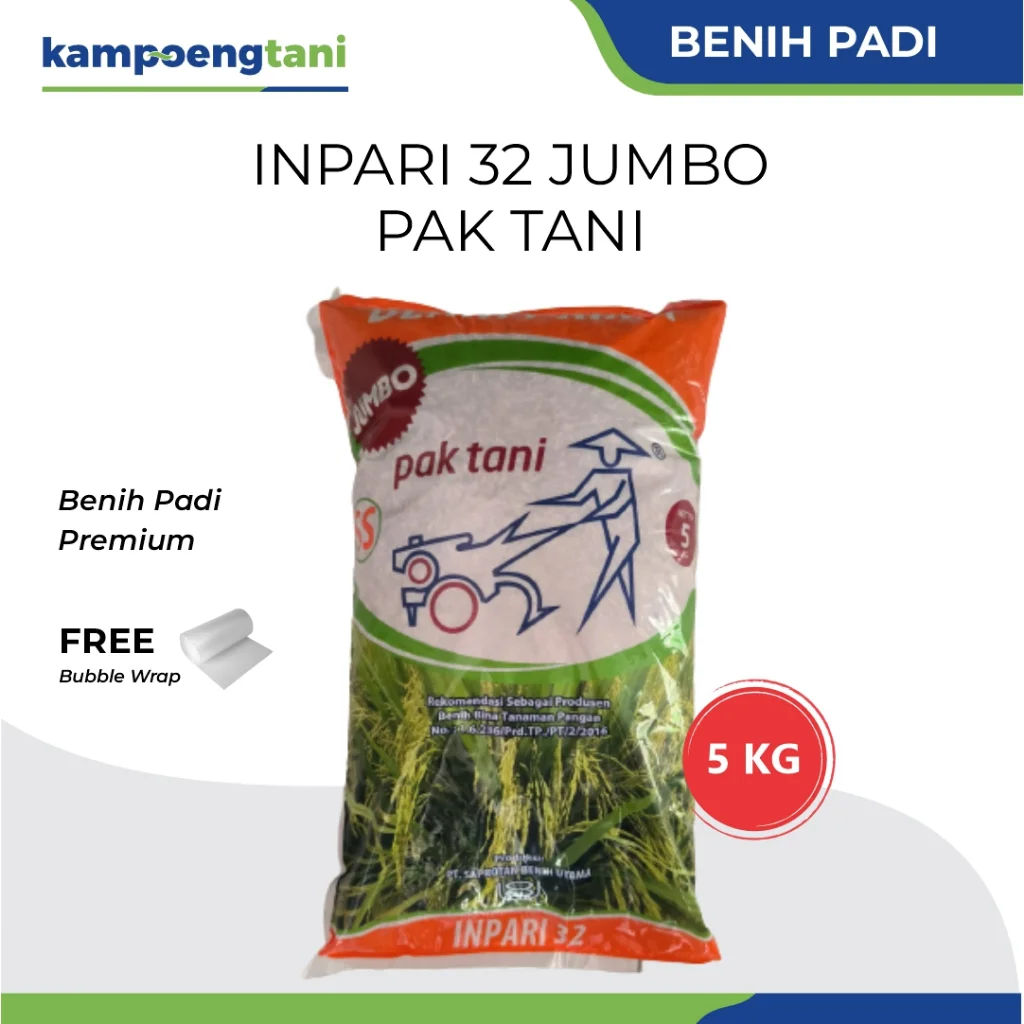 kampoengtani
BENIH PADI
INPARI 32 JUMBO
PAK TANI
JUMBO
pak tani
®
Benih Padi
Premium
5
FREE
Bubble Wrap
Rekomendasi Sebagai Produsen
Benih Bina Tanaman Pangan
5 KG
PT. SAPROTAN BENIH UTAMA
INPARI 32